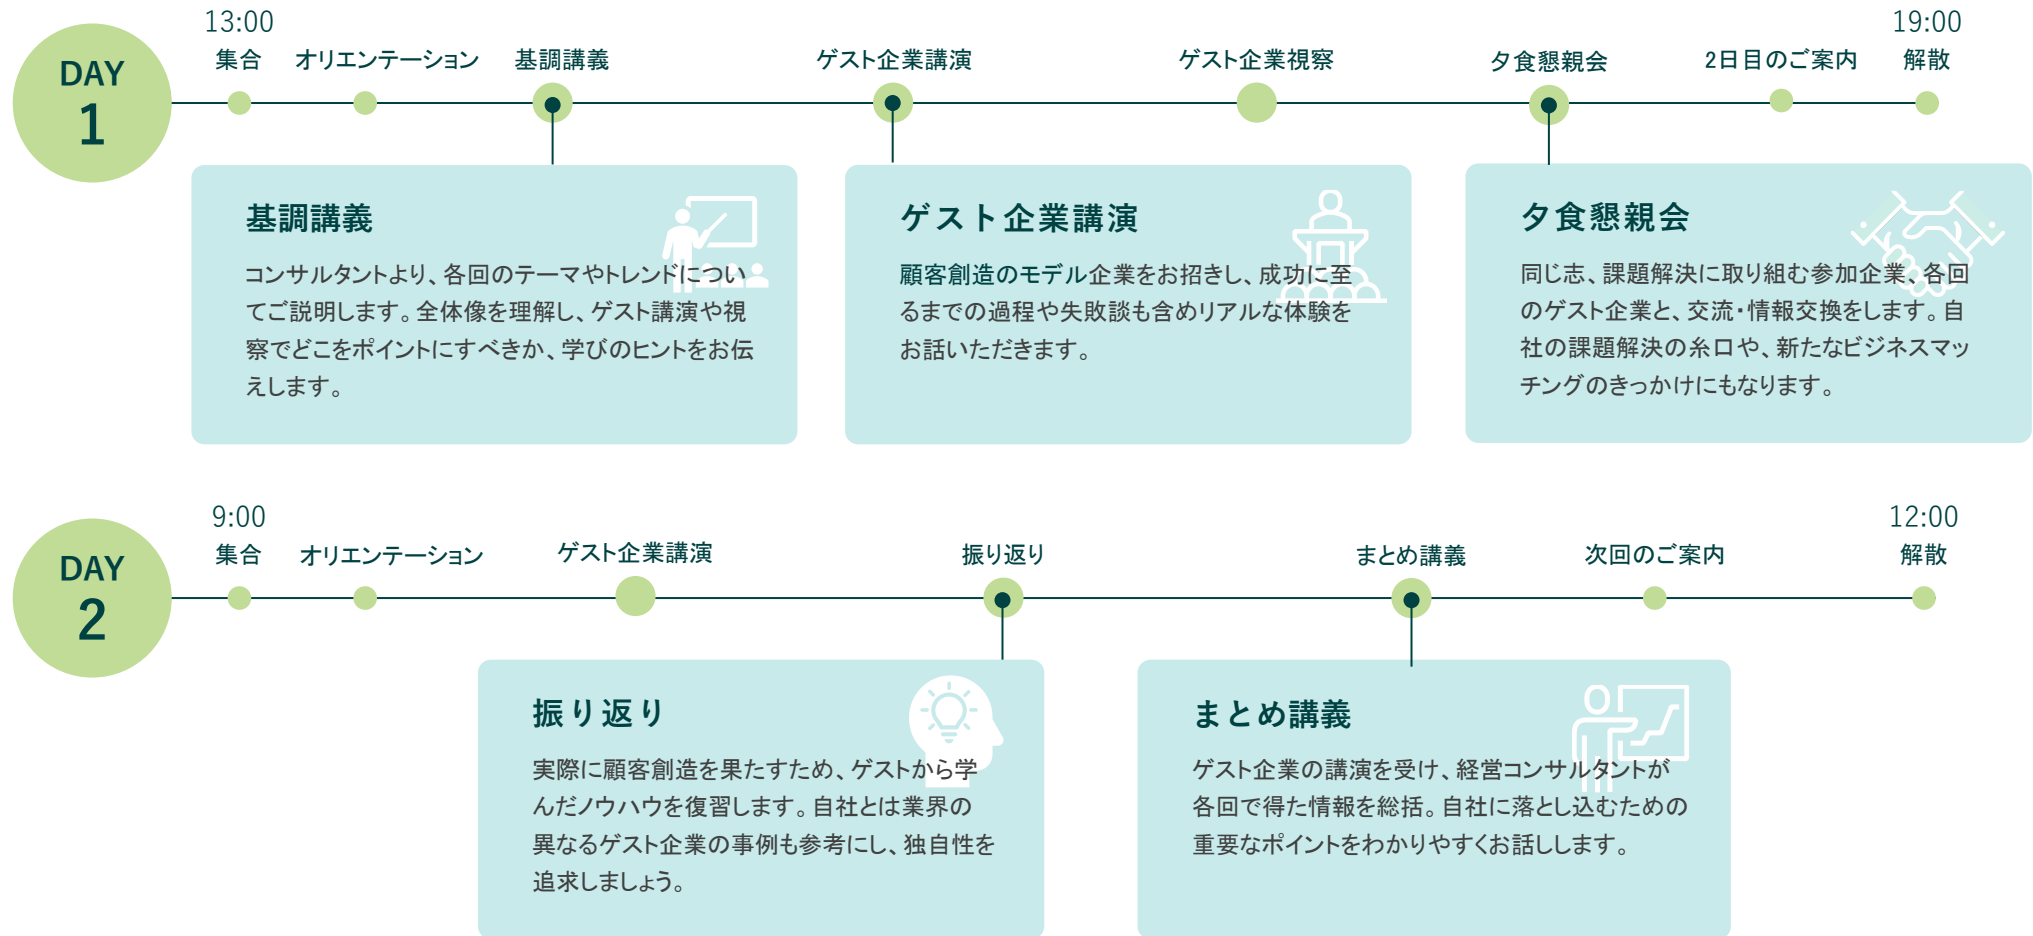 DAY
1
13:00
集合
オリエンテーション
基調講義
ゲスト企業講演
ゲスト企業視察
夕食懇親会
2日目のご案内
19:00
解散
基調講義
コンサルタントより、各回のテーマやトレンドについ
てご説明します。全体像を理解し、ゲスト講演や視
察でどこをポイントにすべきか、学びのヒントをお伝
えします。
ゲスト企業講演
顧客創造のモデル企業をお招きし、成功に至
るまでの過程や失敗談も含めリアルな体験を
お話いただきます。
夕食懇親会
同じ志、課題解決に取り組む参加企業、各回
のゲスト企業と、交流・情報交換をします。自
社の課題解決の糸口や、新たなビジネスマッ
チングのきっかけにもなります。
DAY
2
9:00
集合
オリエンテーション
ゲスト企業講演
振り返り
まとめ講義
次回のご案内
12:00
解散
振り返り
実際に顧客創造を果たすため、ゲストから学
んだノウハウを復習します。自社とは業界の
異なるゲスト企業の事例も参考にし、独自性を
追求しましょう。
まとめ講義
ゲスト企業の講演を受け、経営コンサルタントが
各回で得た情報を総括。自社に落とし込むための
重要なポイントをわかりやすくお話しします。